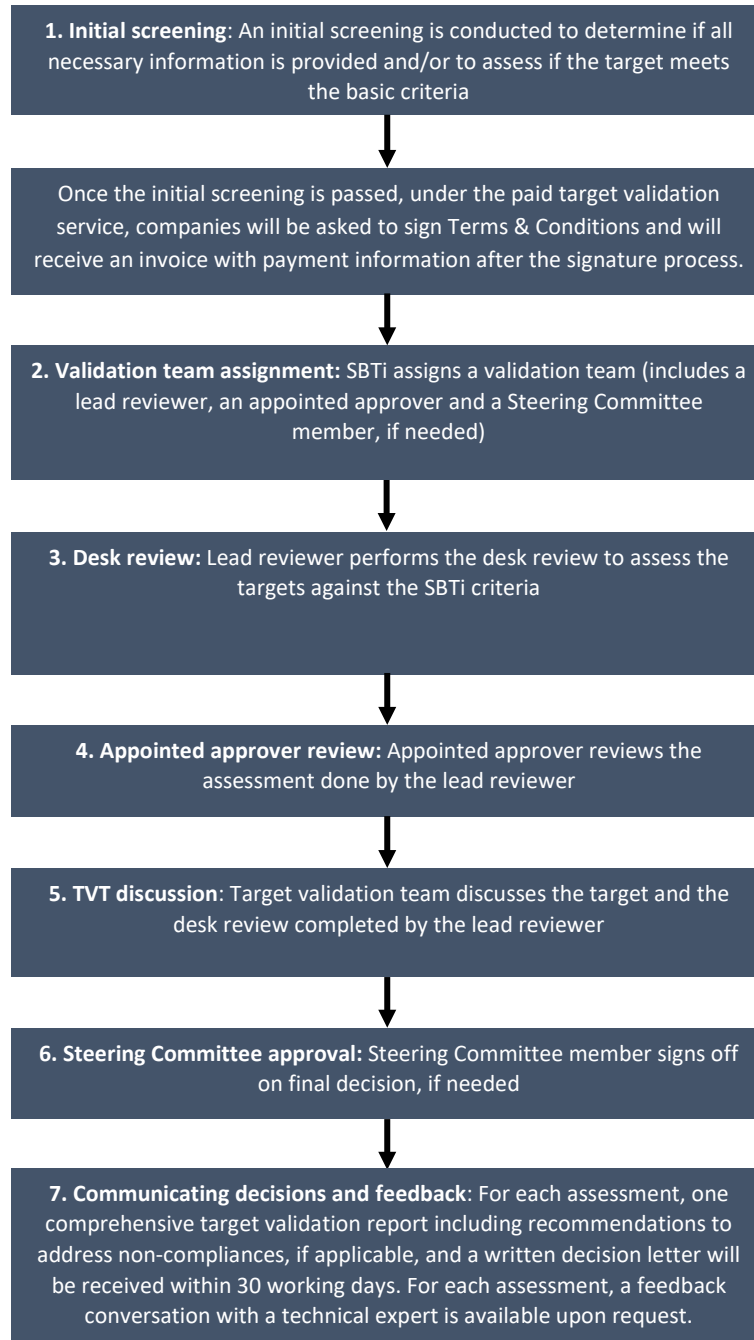 1. Initial screening: An initial screening is conducted to determine if all
necessary information is provided and/or to assess if the target meets
the basic criteria
Once the initial screening is passed, under the paid target validation
service, companies will be asked to sign Terms & Conditions and will
receive an invoice with payment information after the signature process.
2. Validation team assignment: SBTi assigns a validation team (includes a
lead reviewer, an appointed approver and a Steering Committee
member, if needed)
3. Desk review: Lead reviewer performs the desk review to assess the
targets against the SBTi criteria
4. Appointed approver review: Appointed approver reviews the
assessment done by the lead reviewer
5. TVT discussion: Target validation team discusses the target and the
desk review completed by the lead reviewer
6. Steering Committee approval: Steering Committee member signs off
on final decision, if needed
7. Communicating decisions and feedback: For each assessment, one
comprehensive target validation report including recommendations to
address non-compliances, if applicable, and a written decision letter will
be received within 30 working days. For each assessment, a feedback
conversation with a technical expert is available upon request.